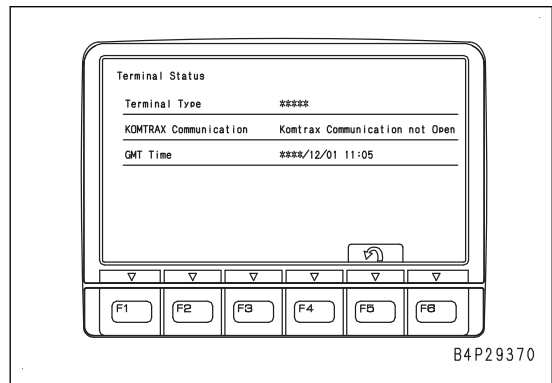 Terminal Status
Terminal Type *****
KOMTRAX Communication Komtrax Communication not Open
GMT Time ****/12/01 11:05
F1 F2 F3 F4 F5 F6
B4P29370